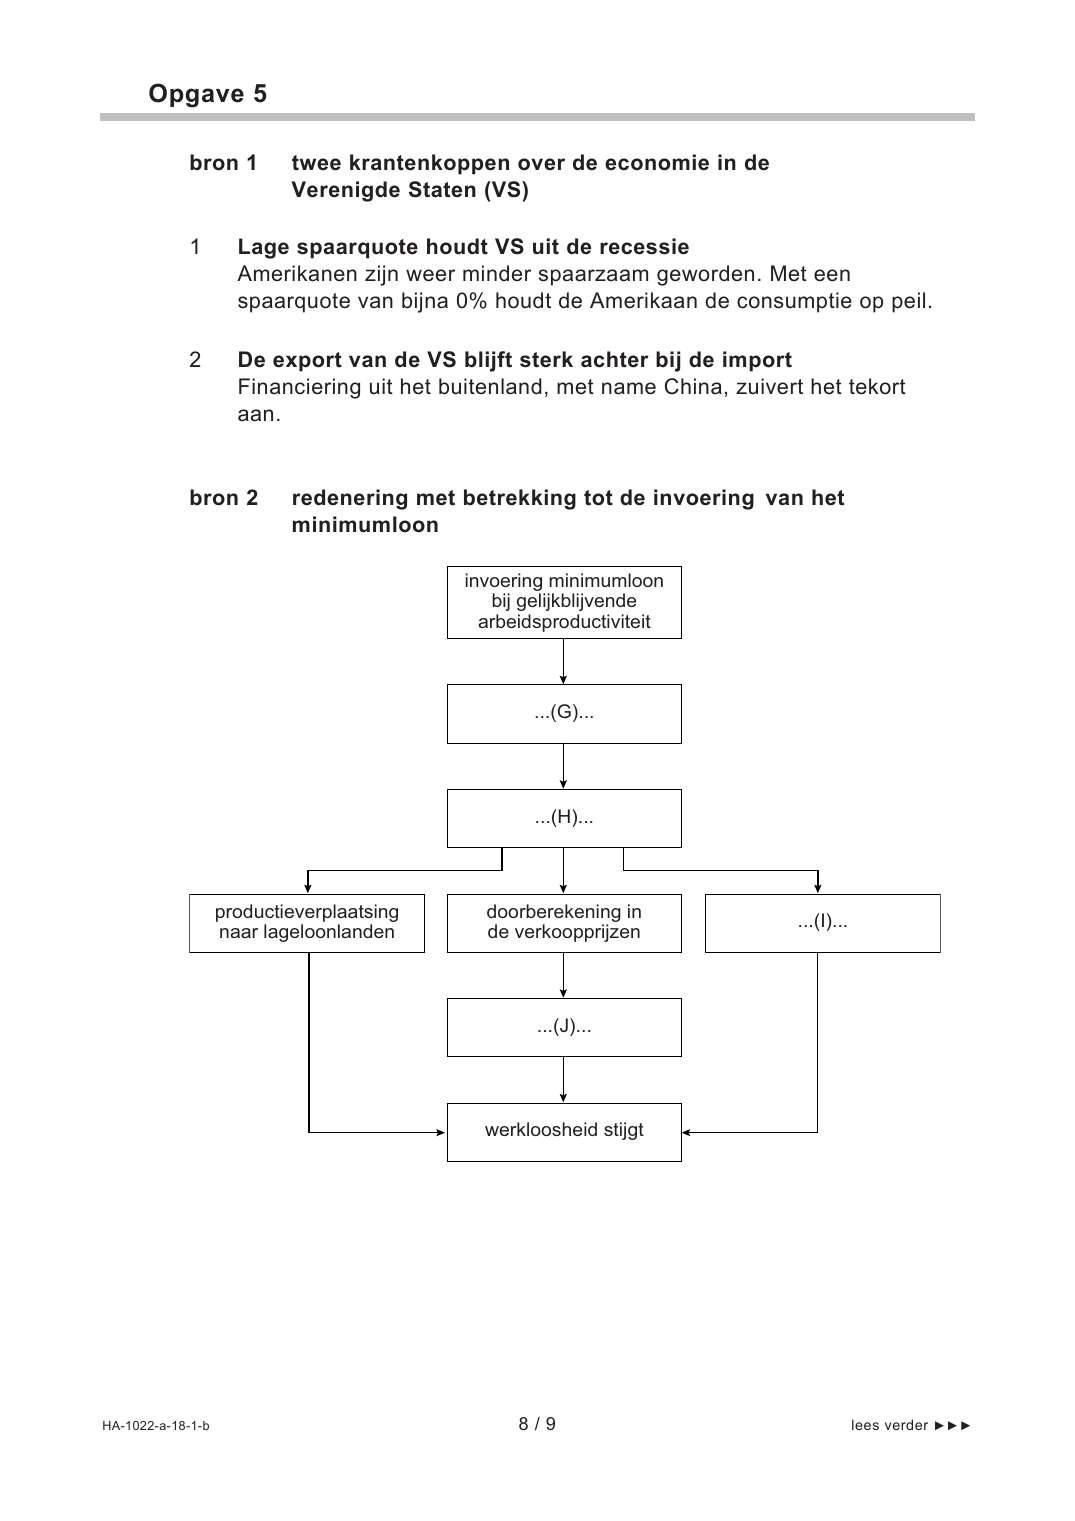 Opgave 5
bron 1 twee krantenkoppen over de economie in de
Verenigde Staten (VS)
1 Lage spaarquote houdt VS uit de recessie
Amerikanen zijn weer minder spaarzaam geworden. Met een
spaarquote van bijna 0% houdt de Amerikaan de consumptie op peil.
2 De export van de VS blijft sterk achter bij de import
Financiering uit het buitenland, met name China, zuivert het tekort
aan.
bron 2 redenering met betrekking tot de invoering van het
minimumloon
invoering minimumloon
bij gelijkblijvende
arbeidsproductiviteit
...(G)...
...(H)...
productieverplaatsing
naar lageloonlanden
doorberekening in
de verkoopprijzen
...(I)...
...(J)...
werkloosheid stijgt
HA-1022-a-18-1-b 8 / 9 lees verder ►►►